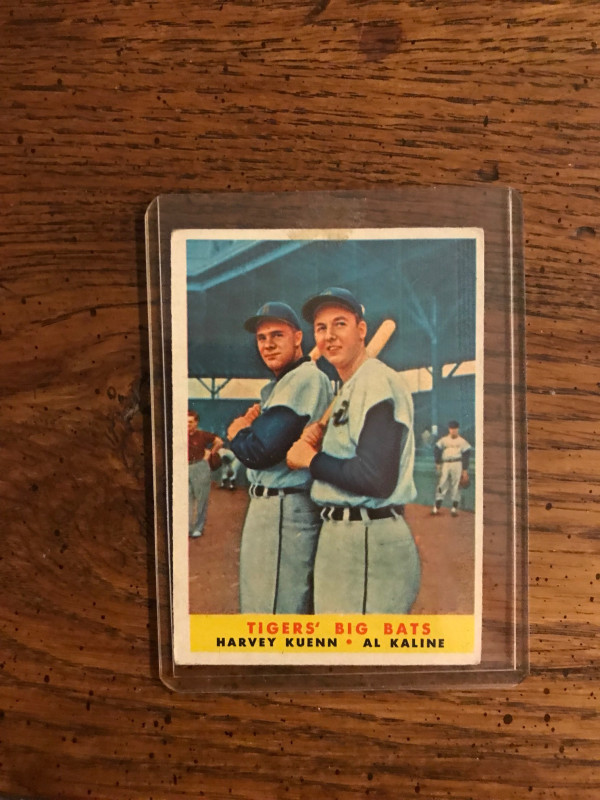 TIGERS' BIG BATS
HARVEY KUENN • AL KALINE